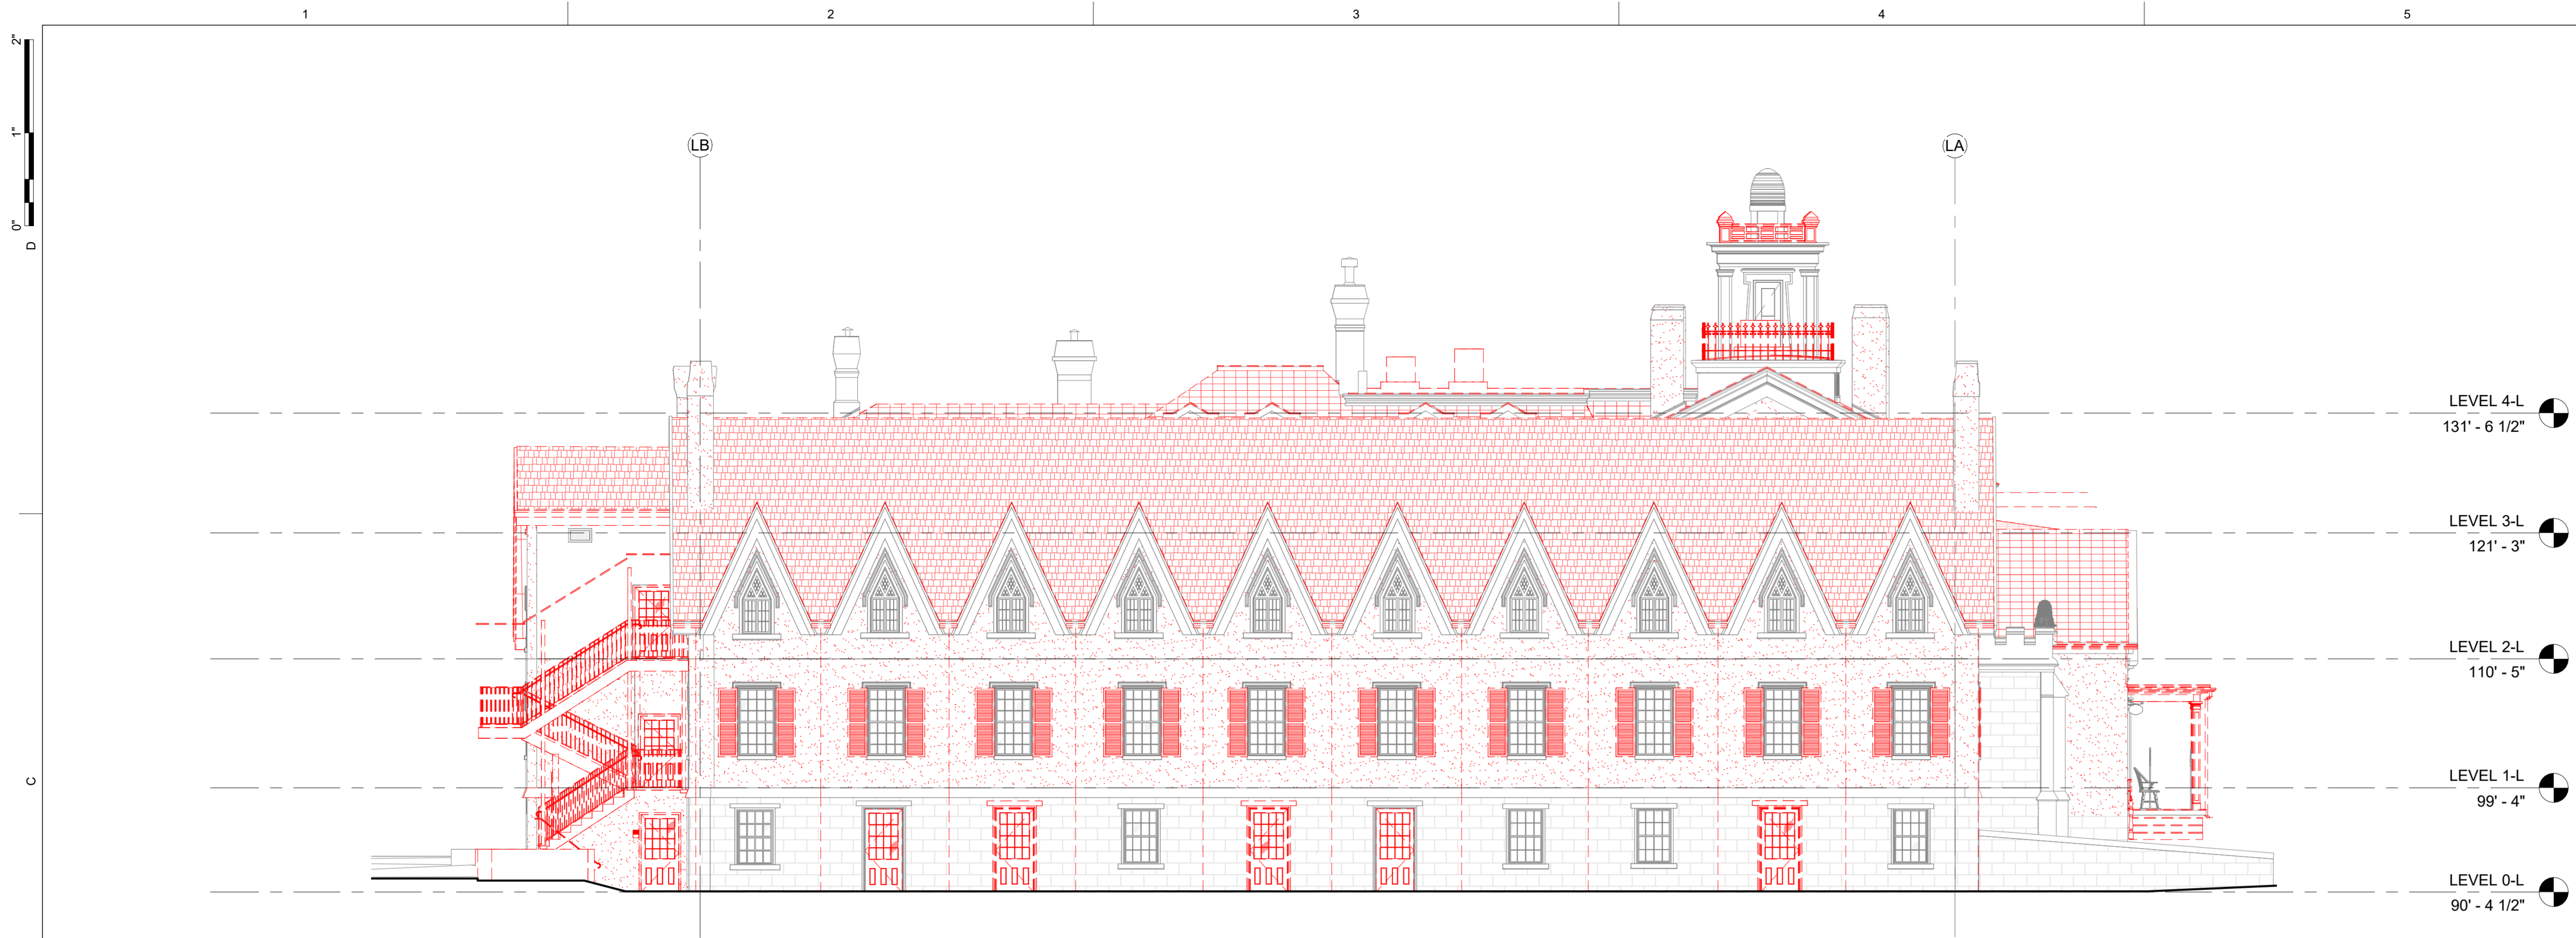 1 2 3 4 5
2"
1"
0"
D
C
LB
LA
LEVEL 4-L
131' - 6 1/2"
LEVEL 3-L
121' - 3"
LEVEL 2-L
110' - 5"
LEVEL 1-L
99' - 4"
LEVEL 0-L
90' - 4 1/2"